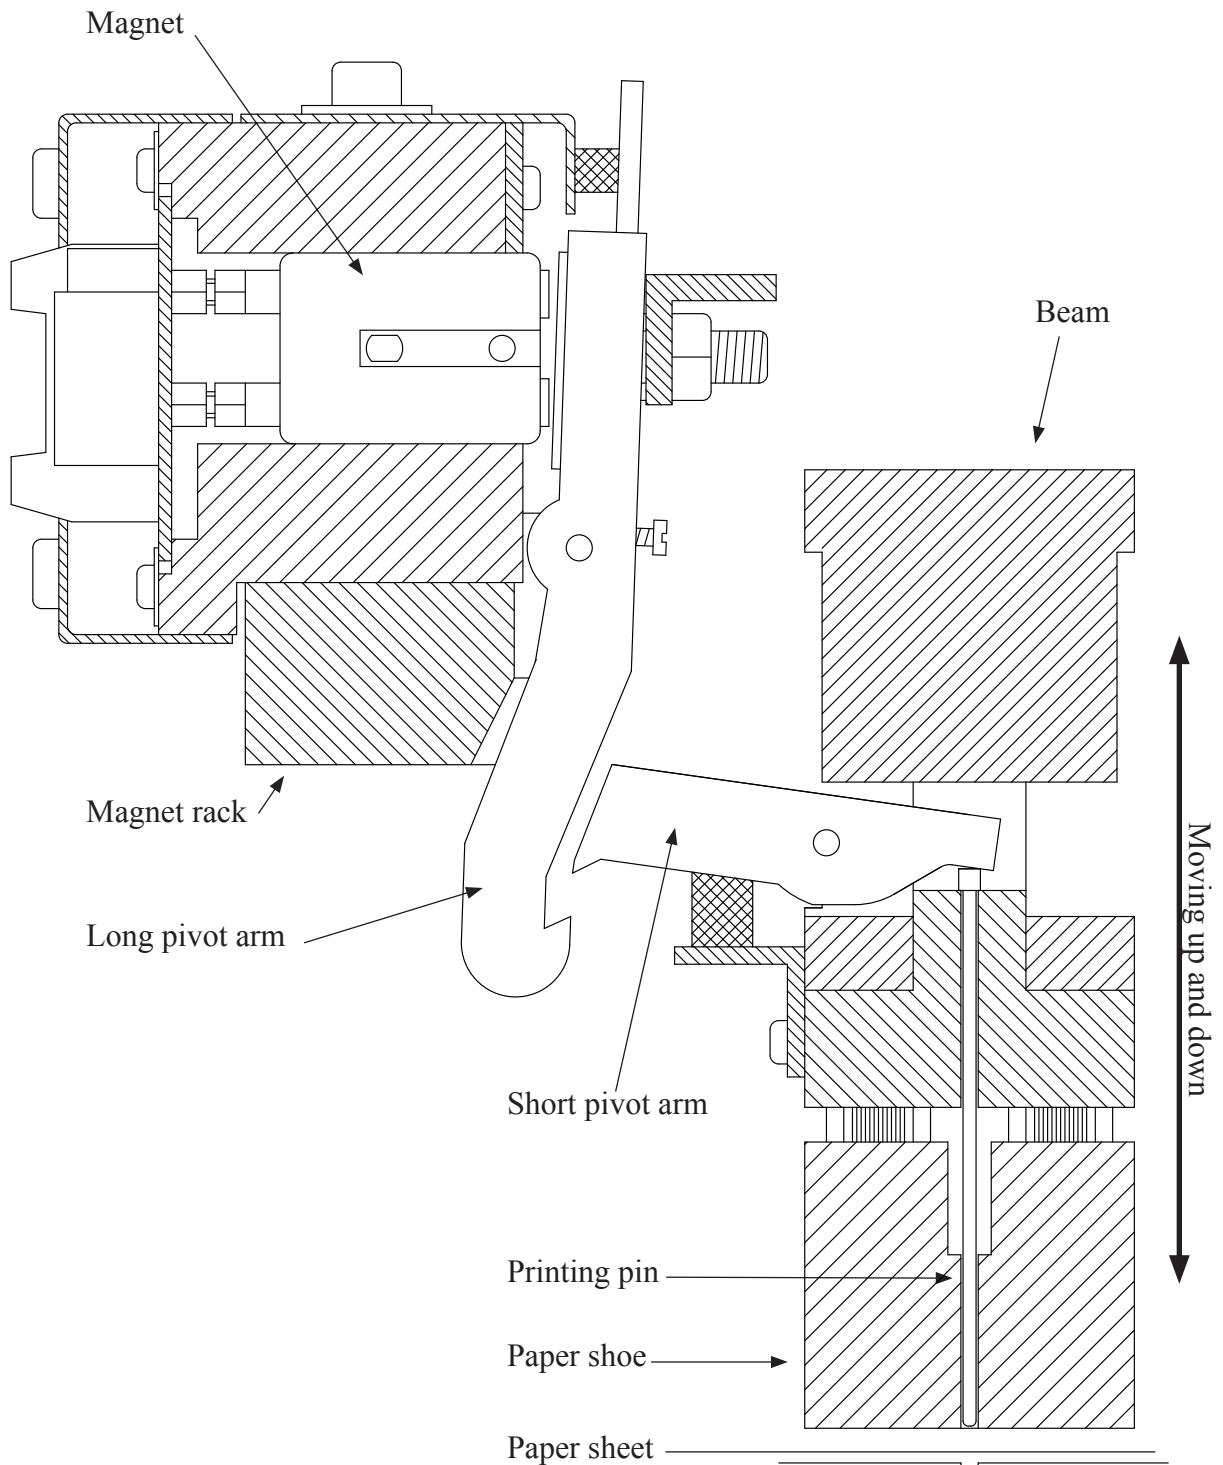 Magnet
Beam
Magnet rack
Long pivot arm
Moving up and down
Short pivot arm
Printing pin
Paper shoe
Paper sheet